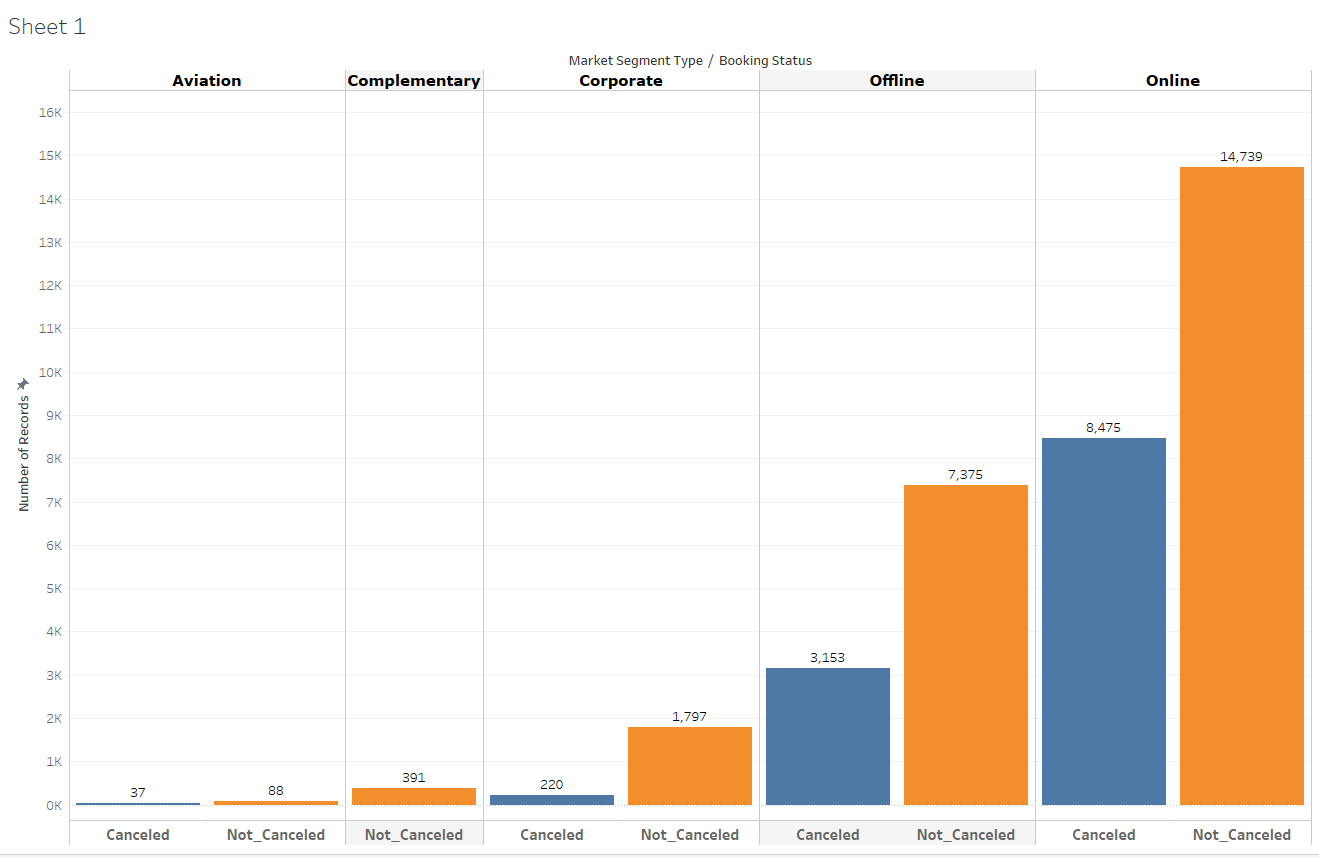 Sheet 1
Market Segment Type / Booking Status
Aviation Complementary Corporate Offline Online
16K
15K
14,739
14K
13K
12K
11K
10K
9K
8,475
8K
7,375
7K
6K
5K
4K
3,153
3K
2K
1,797
1K
391
220
37
88
0K
Number of Records
Canceled Not_Canceled Not_Canceled Canceled Not_Canceled Canceled Not_Canceled Canceled Not_Canceled